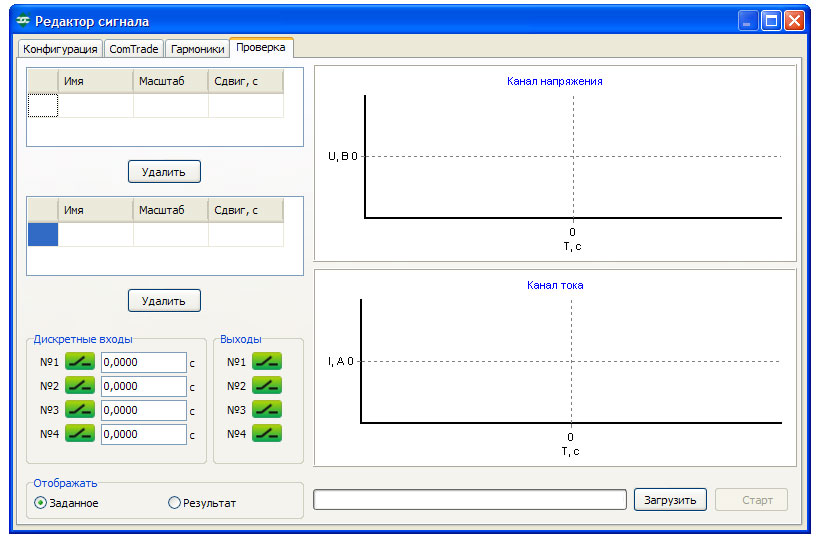 Редактор сигнала
Конфигурация ComTrade Гармоники Проверка
Имя Масштаб Сдвиг, с
Удалить
Имя Масштаб Сдвиг, с
Удалить
Дискретные входы
№1 0,0000 с
№2 0,0000 с
№3 0,0000 с
№4 0,0000 с
Выходы
№1
№2
№3
№4
Отображать
Заданное Результат
Канал напряжения
U, В 0
0
Т, с
Канал тока
I, А 0
0
Т, с
Загрузить Старт